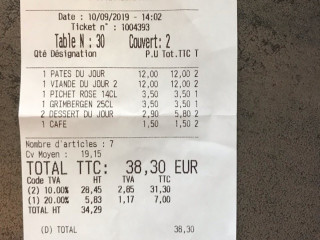 Date : 10/09/2019 - 14:02
Ticket n° : 1004393
Table N : 30 Couvert: 2
Qté Désignation P.U Tot.TTC T
1 PATES DU JOUR 12,00 12,00 2
1 VIANDE DU JOUR 2 12,00 12,00 2
1 PICHET ROSE 14CL 3,50 3,50 1
1 GRIMBERGEN 25CL 3,50 3,50 1
2 DESSERT DU JOUR 2,90 5,80 2
1 CAFE 1,50 1,50 2
Nombre d'articles : 7
Cv Moyen : 19,15
TOTAL TTC: 38,30 EUR
Code TVA HT TVA TTC
(2) 10.00% 28,45 2,85 31,30
(1) 20.00% 5,83 1,17 7,00
TOTAL HT 34,29
(D) TOTAL 38,30